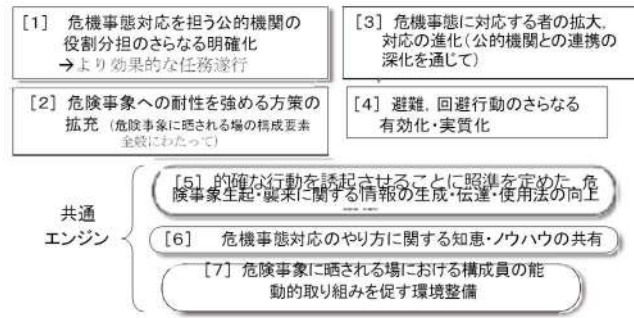 [1] 危機事態対応を担う公的機関の
役割分担のさらなる明確化
→より効果的な任務遂行
[2] 危険事象への耐性を強める方策の
拡充 (危険事象に晒される場の構成要素
全般にわたって)
[3] 危機事態に対応する者の拡大,
対応の進化(公的機関との連携の
深化を通じて)
[4] 避難,回避行動のさらなる
有効化・実質化
共通
エンジン
[5] 的確な行動を誘起させることに照準を定めた 危
険事象生起・襲来に関する情報の生成・伝達・使用法の向上
[6] 危機事態対応のやり方に関する知恵・ノウハウの共有
[7] 危険事象に晒される場における構成員の能
動的取り組みを促す環境整備